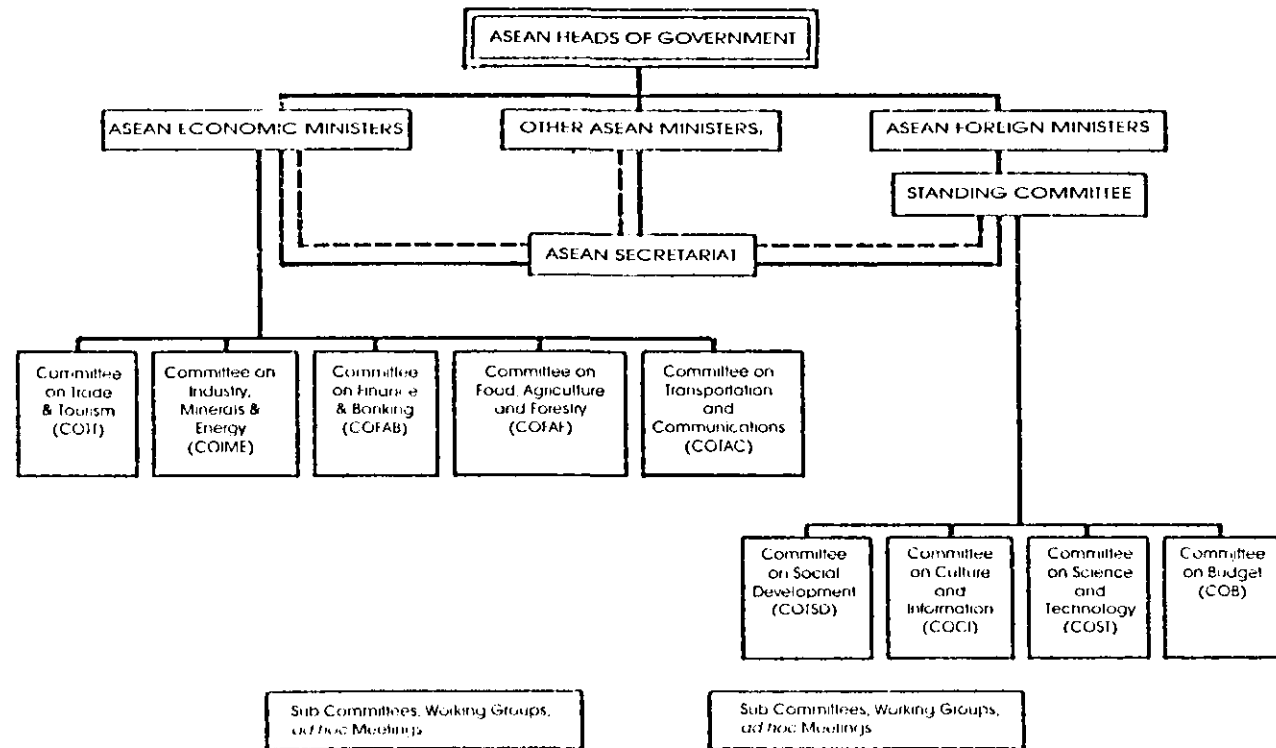 ASEAN HEADS OF GOVERNMENT
ASEAN ECONOMIC MINISTERS
OTHER ASEAN MINISTERS,
ASEAN FOREIGN MINISTERS
STANDING COMMITTEE
ASEAN SECRETARIAT
Committee
on Trade
& Tourism
(COTT)
Committee on
Industry,
Minerals &
Energy
(COIME)
Committee
on Finance
& Banking
(COFAB)
Committee on
Food, Agriculture
and Forestry
(COFAF)
Committee on
Transportation
and
Communications
(COTAC)
Committee
on Social
Development
(COTSD)
Committee
on Culture
and
Information
(COCI)
Committee
on Science
and
Technology
(COST)
Committee
on Budget
(COB)
Sub Committees, Working Groups,
ad hoc Meetings
Sub Committees, Working Groups,
ad hoc Meetings